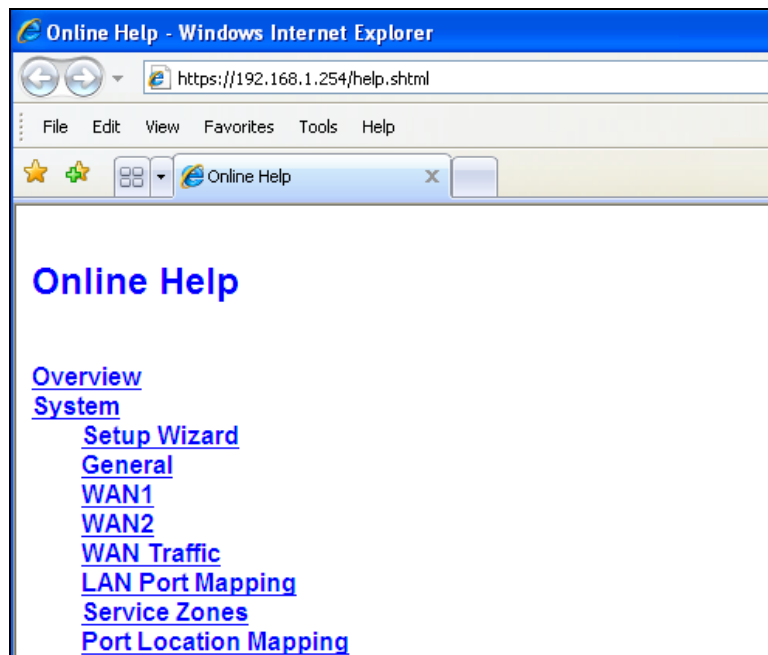 Online Help - Windows Internet Explorer
https://192.168.1.254/help.shtml
File Edit View Favorites Tools Help
Online Help
Online Help
Overview
System
Setup Wizard
General
WAN1
WAN2
WAN Traffic
LAN Port Mapping
Service Zones
Port Location Mapping